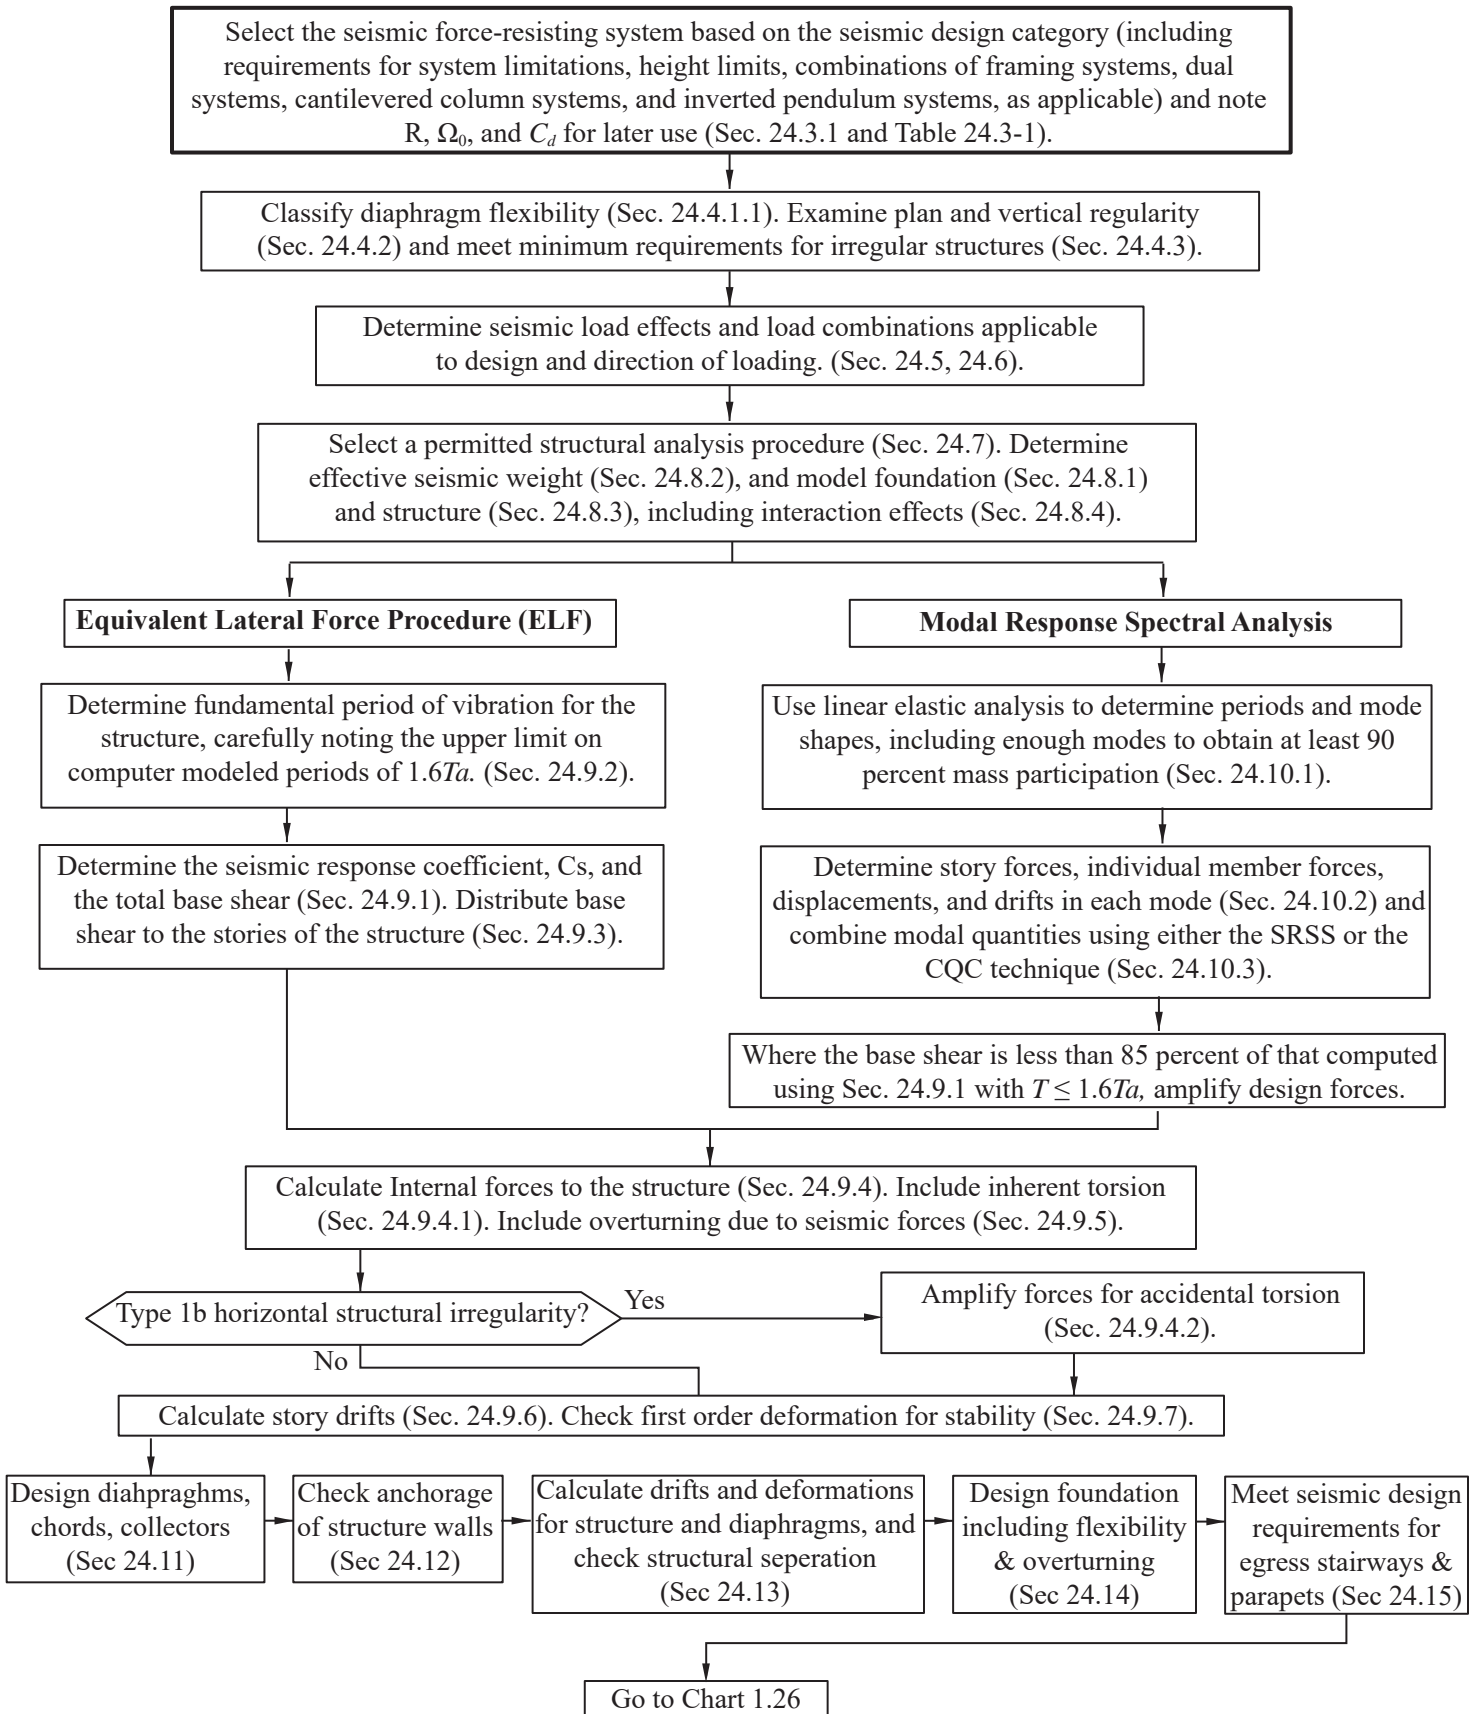 Select the seismic force-resisting system based on the seismic design category (including
requirements for system limitations, height limits, combinations of framing systems, dual
systems, cantilevered column systems, and inverted pendulum systems, as applicable) and note
R, Ω₀, and C_d for later use (Sec. 24.3.1 and Table 24.3-1).
Classify diaphragm flexibility (Sec. 24.4.1.1). Examine plan and vertical regularity
(Sec. 24.4.2) and meet minimum requirements for irregular structures (Sec. 24.4.3).
Determine seismic load effects and load combinations applicable
to design and direction of loading. (Sec. 24.5, 24.6).
Select a permitted structural analysis procedure (Sec. 24.7). Determine
effective seismic weight (Sec. 24.8.2), and model foundation (Sec. 24.8.1)
and structure (Sec. 24.8.3), including interaction effects (Sec. 24.8.4).
Equivalent Lateral Force Procedure (ELF)
Determine fundamental period of vibration for the
structure, carefully noting the upper limit on
computer modeled periods of 1.6Ta. (Sec. 24.9.2).
Determine the seismic response coefficient, Cs, and
the total base shear (Sec. 24.9.1). Distribute base
shear to the stories of the structure (Sec. 24.9.3).
Modal Response Spectral Analysis
Use linear elastic analysis to determine periods and mode
shapes, including enough modes to obtain at least 90
percent mass participation (Sec. 24.10.1).
Determine story forces, individual member forces,
displacements, and drifts in each mode (Sec. 24.10.2) and
combine modal quantities using either the SRSS or the
CQC technique (Sec. 24.10.3).
Where the base shear is less than 85 percent of that computed
using Sec. 24.9.1 with T ≤ 1.6Ta, amplify design forces.
Calculate Internal forces to the structure (Sec. 24.9.4). Include inherent torsion
(Sec. 24.9.4.1). Include overturning due to seismic forces (Sec. 24.9.5).
Type 1b horizontal structural irregularity?
Yes
Amplify forces for accidental torsion
(Sec. 24.9.4.2).
No
Calculate story drifts (Sec. 24.9.6). Check first order deformation for stability (Sec. 24.9.7).
Design diahpraghms,
chords, collectors
(Sec 24.11)
Check anchorage
of structure walls
(Sec 24.12)
Calculate drifts and deformations
for structure and diaphragms, and
check structural seperation
(Sec 24.13)
Design foundation
including flexibility
& overturning
(Sec 24.14)
Meet seismic design
requirements for
egress stairways &
parapets (Sec 24.15)
Go to Chart 1.26